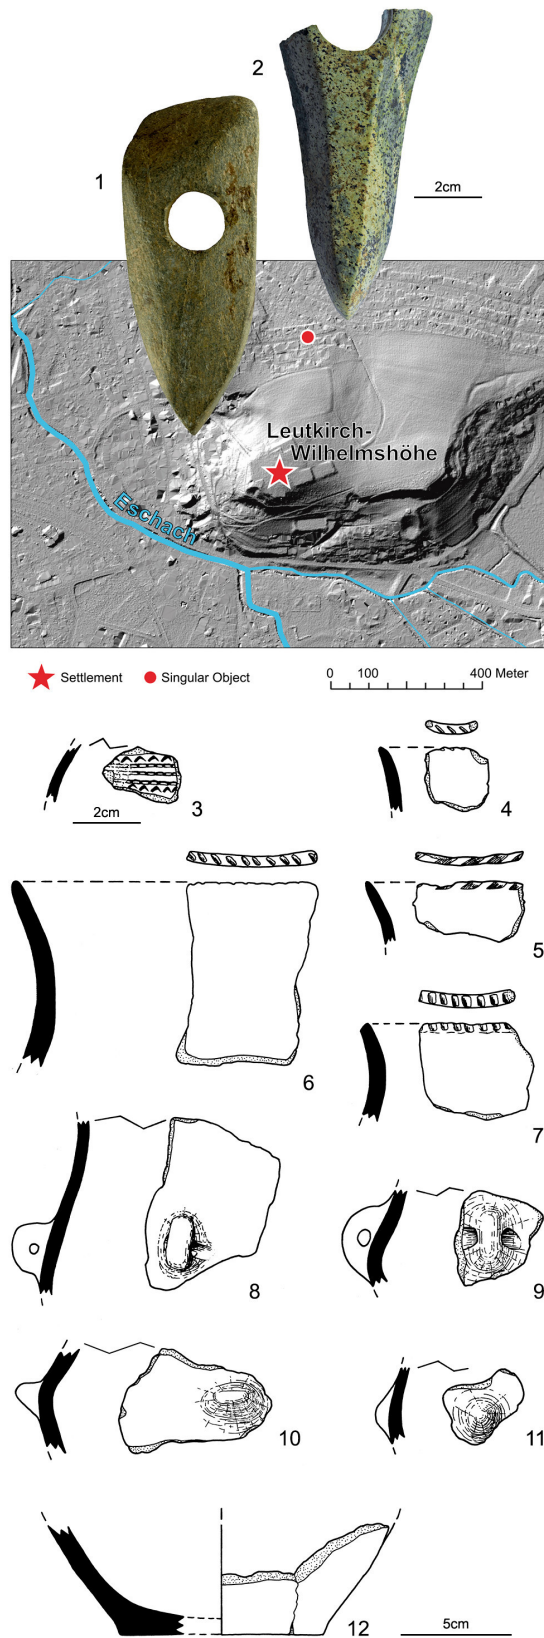 2
2cm
1
Leutkirch-
Wilhelmshöhe
Eschach
Settlement
Singular Object
0 100 400 Meter
2cm
3
4
5
6
7
8
9
10
11
12
5cm